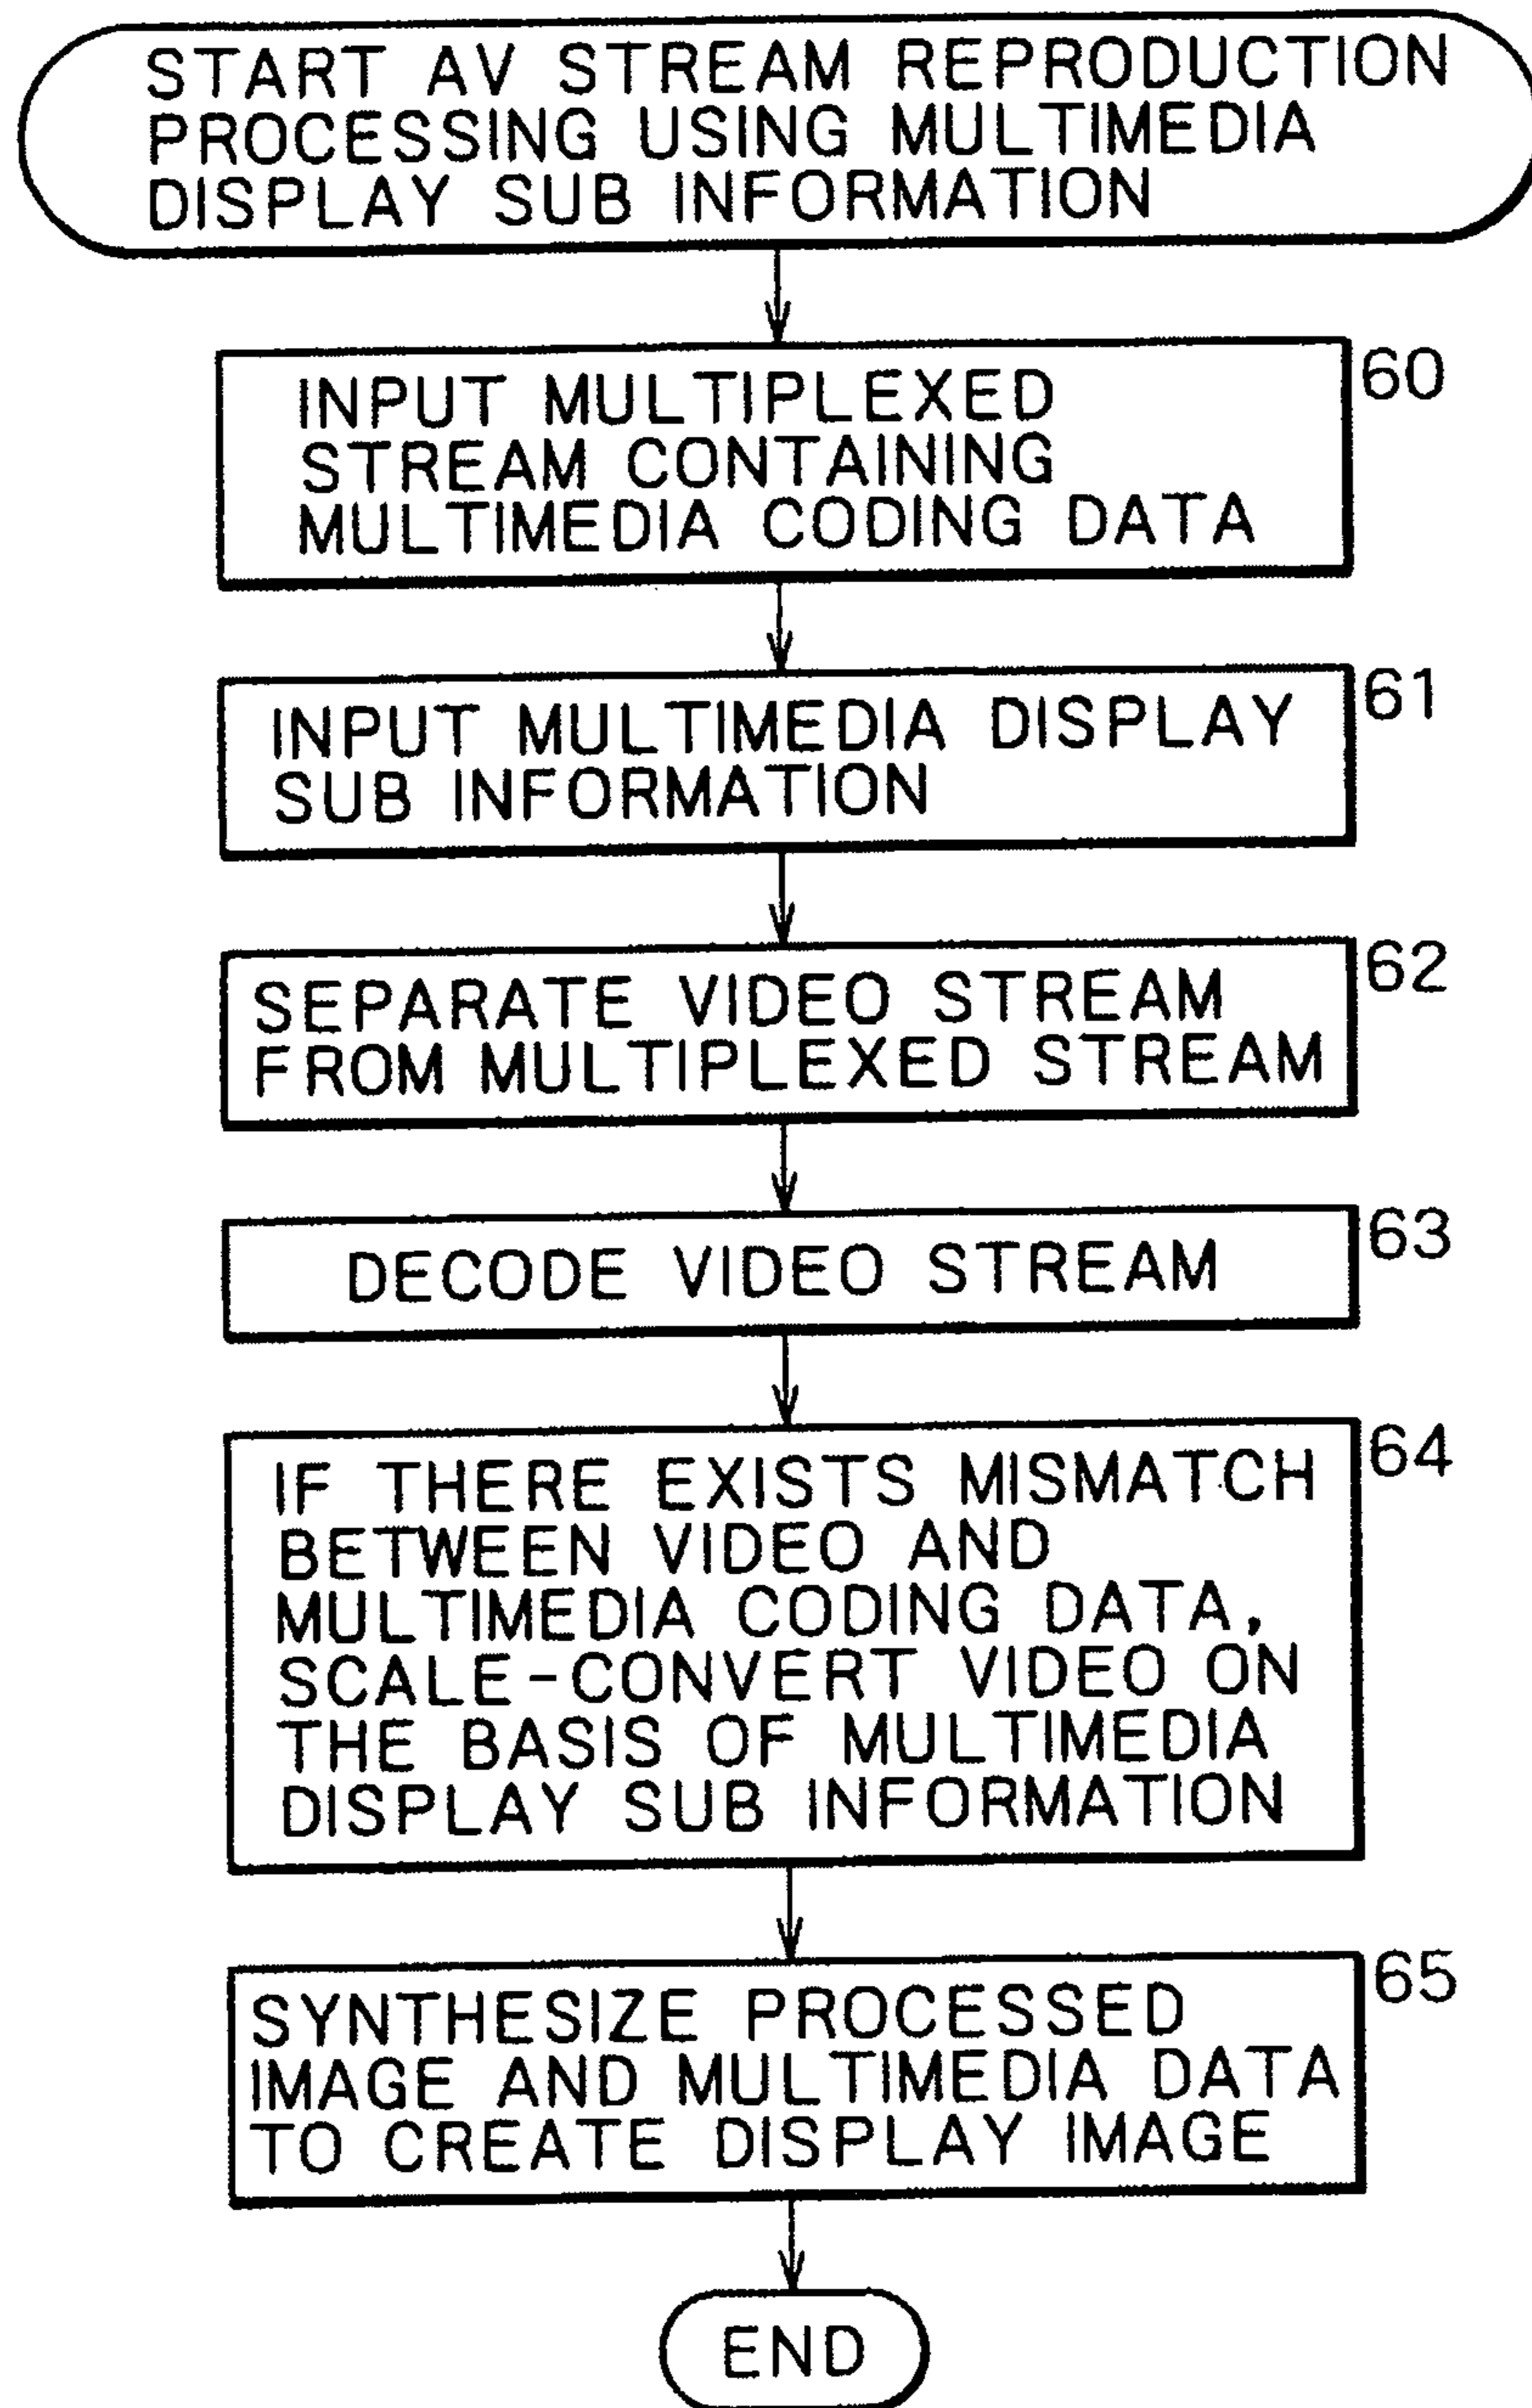 START AV STREAM REPRODUCTION
PROCESSING USING MULTIMEDIA
DISPLAY SUB INFORMATION
60
INPUT MULTIPLEXED
STREAM CONTAINING
MULTIMEDIA CODING DATA
61
INPUT MULTIMEDIA DISPLAY
SUB INFORMATION
62
SEPARATE VIDEO STREAM
FROM MULTIPLEXED STREAM
63
DECODE VIDEO STREAM
64
IF THERE EXISTS MISMATCH
BETWEEN VIDEO AND
MULTIMEDIA CODING DATA,
SCALE-CONVERT VIDEO ON
THE BASIS OF MULTIMEDIA
DISPLAY SUB INFORMATION
65
SYNTHESIZE PROCESSED
IMAGE AND MULTIMEDIA DATA
TO CREATE DISPLAY IMAGE
END